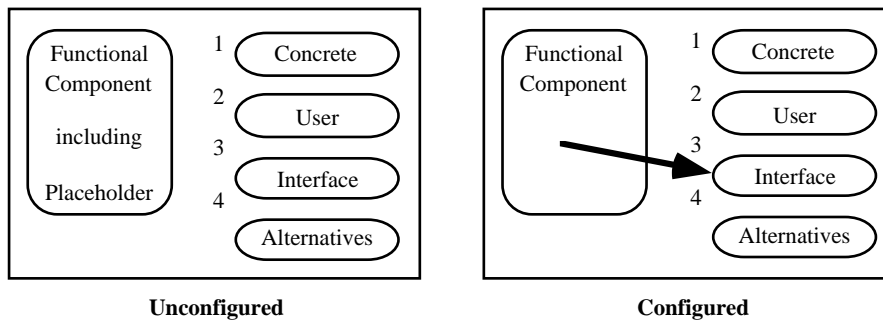 Functional
Component
including
Placeholder
1
Concrete
2
User
3
Interface
4
Alternatives
Unconfigured
Functional
Component
1
Concrete
2
User
3
Interface
4
Alternatives
Configured